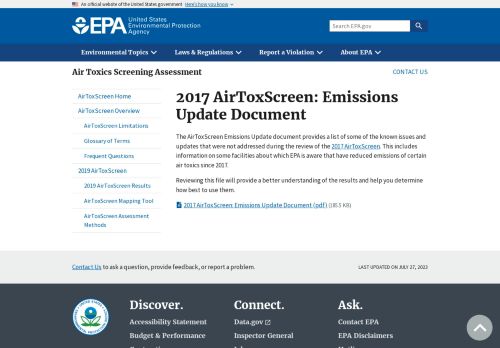 An official website of the United States government Here's how you know
EPA United States
Environmental Protection
Agency
Search EPA.gov
Environmental Topics Laws & Regulations Report a Violation About EPA
Air Toxics Screening Assessment
CONTACT US
AirToxScreen Home
AirToxScreen Overview
AirToxScreen Limitations
Glossary of Terms
Frequent Questions
2019 AirToxScreen
2019 AirToxScreen Results
AirToxScreen Mapping Tool
AirToxScreen Assessment
Methods
2017 AirToxScreen: Emissions
Update Document
The AirToxScreen Emissions Update document provides a list of some of the known issues and
updates that were not addressed during the review of the 2017 AirToxScreen. This includes
information on some facilities about which EPA is aware that have reduced emissions of certain
air toxics since 2017.
Reviewing this file will provide a better understanding of the results and help you determine
how best to use them.
2017 AirToxScreen: Emissions Update Document (pdf) (185.5 KB)
Contact Us to ask a question, provide feedback, or report a problem.
LAST UPDATED ON JULY 27, 2023
Discover.
Accessibility Statement
Budget & Performance
Connect.
Data.gov
Inspector General
Ask.
Contact EPA
EPA Disclaimers